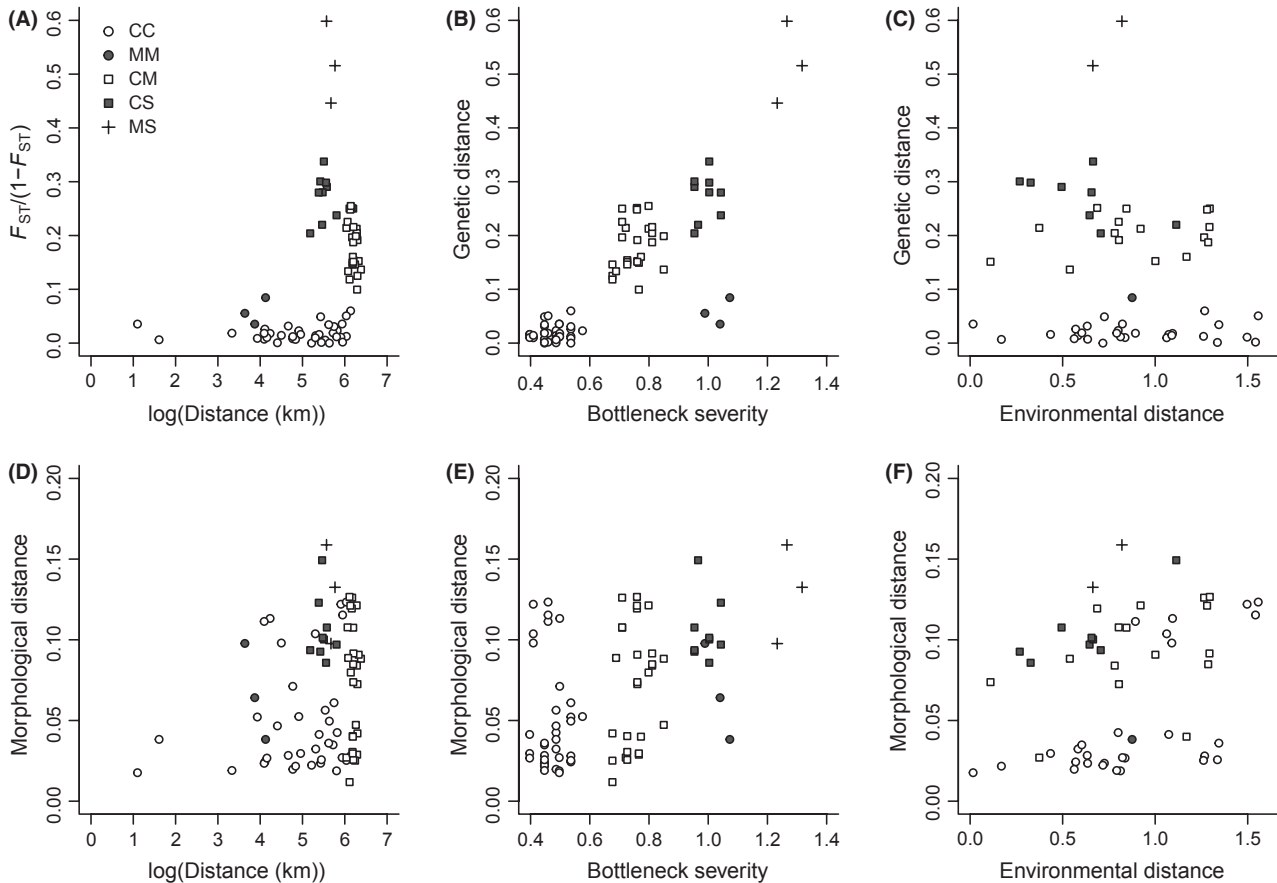 (A)
F_ST/(1−F_ST)
0.0 0.1 0.2 0.3 0.4 0.5 0.6
CC
MM
CM
CS
MS
0 1 2 3 4 5 6 7
log(Distance (km))
(B)
Genetic distance
0.0 0.1 0.2 0.3 0.4 0.5 0.6
0.4 0.6 0.8 1.0 1.2 1.4
Bottleneck severity
(C)
Genetic distance
0.0 0.1 0.2 0.3 0.4 0.5 0.6
0.0 0.5 1.0 1.5
Environmental distance
(D)
Morphological distance
0.00 0.05 0.10 0.15 0.20
0 1 2 3 4 5 6 7
log(Distance (km))
(E)
Morphological distance
0.00 0.05 0.10 0.15 0.20
0.4 0.6 0.8 1.0 1.2 1.4
Bottleneck severity
(F)
Morphological distance
0.00 0.05 0.10 0.15 0.20
0.0 0.5 1.0 1.5
Environmental distance